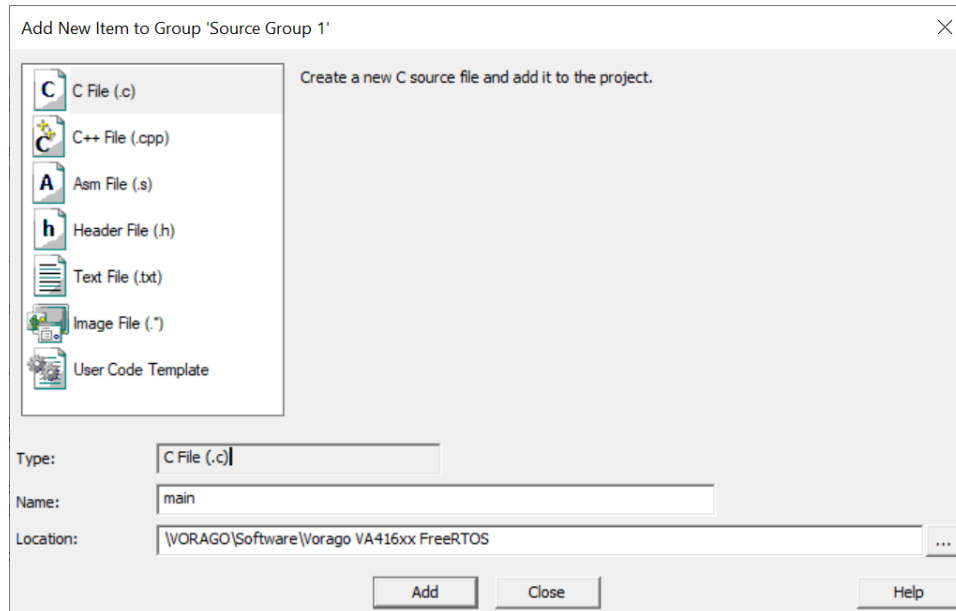 Add New Item to Group 'Source Group 1'
C File (.c)
Create a new C source file and add it to the project.
C++ File (.cpp)
Asm File (.s)
Header File (.h)
Text File (.txt)
Image File (.*)
User Code Template
Type:
C File (.c)
Name:
main
Location:
\VORAGO\Software\Vorago VA416xx FreeRTOS
...
Add
Close
Help